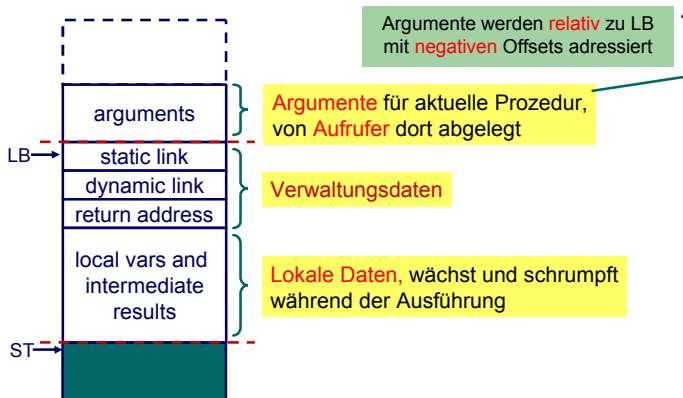 Argumente werden relativ zu LB
mit negativen Offsets adressiert
arguments
Argumente für aktuelle Prozedur,
von Aufrufer dort abgelegt
LB
static link
dynamic link
return address
Verwaltungsdaten
local vars and
intermediate
results
Lokale Daten, wächst und schrumpft
während der Ausführung
ST